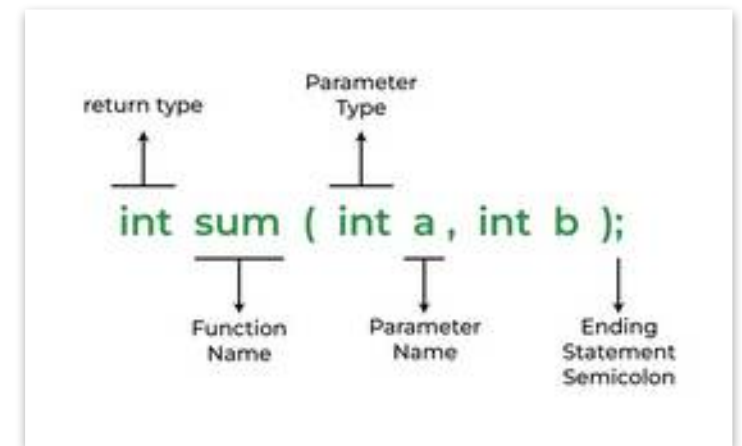 return type
Parameter
Type
int sum ( int a , int b );
Function
Name
Parameter
Name
Ending
Statement
Semicolon